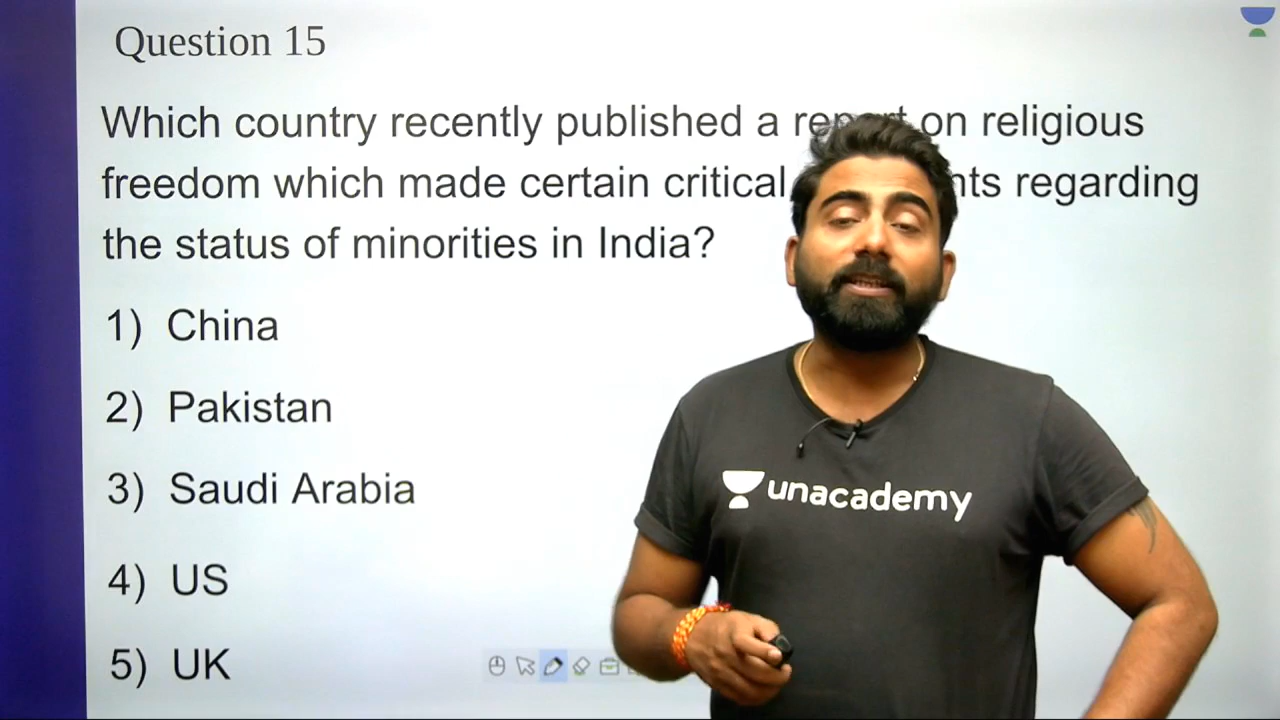 Question 15
Which country recently published a report on religious
freedom which made certain critical nts regarding
the status of minorities in India?
1) China
2) Pakistan
3) Saudi Arabia
4) US
5) UK
unacademy